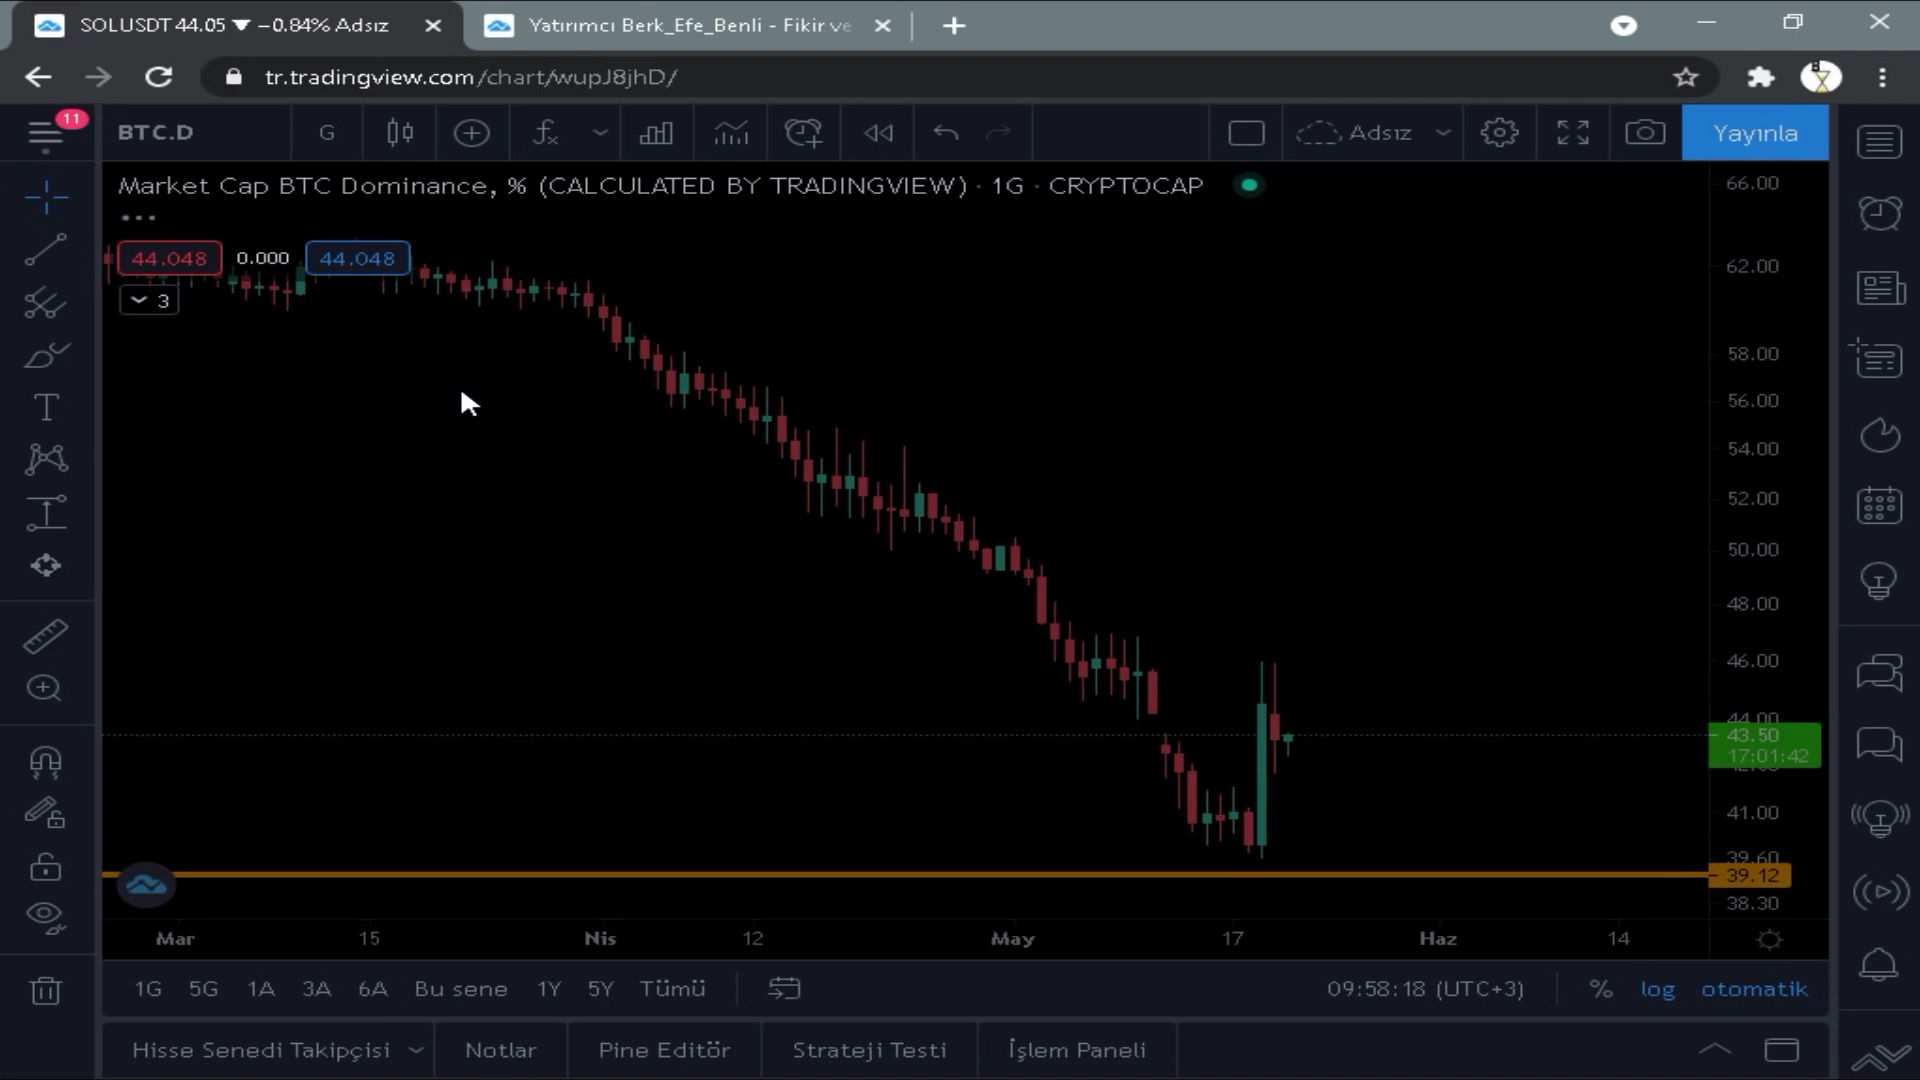 SOLUSDT 44.05 ▼ −0.84% Adsız
Yatırımcı Berk_Efe_Benli - Fikir ve
tr.tradingview.com/chart/wupJ8jhD/
11
BTC.D
G
Adsız
Yayınla
Market Cap BTC Dominance, % (CALCULATED BY TRADINGVIEW) · 1G · CRYPTOCAP
44.048 0.000 44.048
3
66.00
62.00
58.00
56.00
54.00
52.00
50.00
48.00
46.00
44.00
43.50
17:01:42
41.00
39.60
39.12
38.30
Mar 15 Nis 12 May 17 Haz 14
1G 5G 1A 3A 6A Bu sene 1Y 5Y Tümü
09:58:18 (UTC+3) % log otomatik
Hisse Senedi Takipçisi Notlar Pine Editör Strateji Testi İşlem Paneli